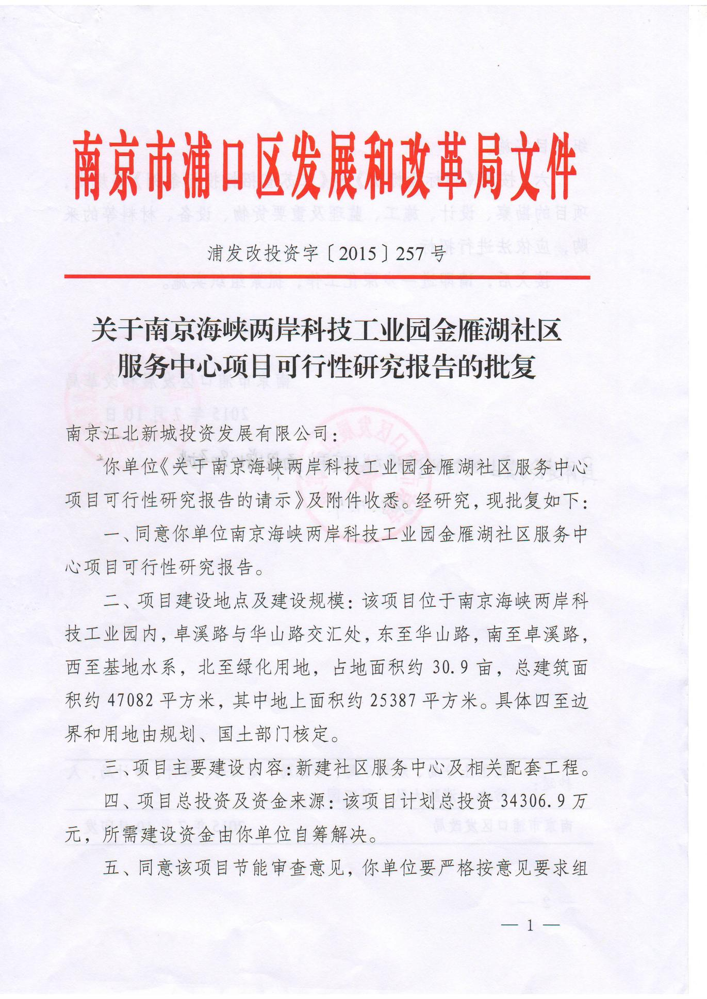 南京市浦口区发展和改革局文件
浦发改投资字〔2015〕257号
关于南京海峡两岸科技工业园金雁湖社区
服务中心项目可行性研究报告的批复
南京江北新城投资发展有限公司：
你单位《关于南京海峡两岸科技工业园金雁湖社区服务中心
项目可行性研究报告的请示》及附件收悉。经研究，现批复如下：
一、同意你单位南京海峡两岸科技工业园金雁湖社区服务中
心项目可行性研究报告。
二、项目建设地点及建设规模：该项目位于南京海峡两岸科
技工业园内，卓溪路与华山路交汇处，东至华山路，南至卓溪路，
西至基地水系，北至绿化用地，占地面积约 30.9 亩，总建筑面
积约 47082 平方米，其中地上面积约 25387 平方米。具体四至边
界和用地由规划、国土部门核定。
三、项目主要建设内容：新建社区服务中心及相关配套工程。
四、项目总投资及资金来源：该项目计划总投资 34306.9 万
元，所需建设资金由你单位自筹解决。
五、同意该项目节能审查意见，你单位要严格按意见要求组
— 1 —